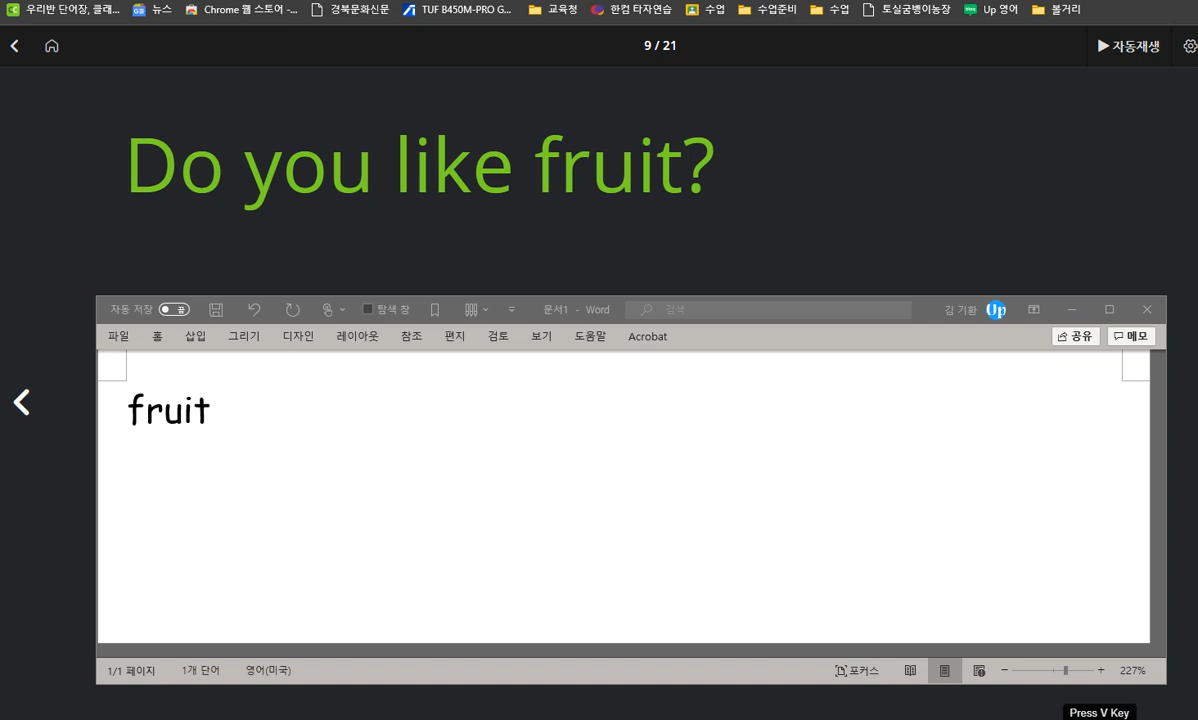 우리반 단어장, 클래... 뉴스 Chrome 웹 스토어 -... 경북문화신문 TUF B450M-PRO G... 교육청 한컴 타자연습 수업 수업준비 수업 토실굼벵이농장 Up 영어 볼거리
9 / 21 자동재생
Do you like fruit?
자동 저장 끔 탐색 창 문서1 - Word 검색 김 기환 Up
파일 홈 삽입 그리기 디자인 레이아웃 참조 편지 검토 보기 도움말 Acrobat 공유 메모
fruit
1/1 페이지 1개 단어 영어(미국) 포커스 227%
Press V Key